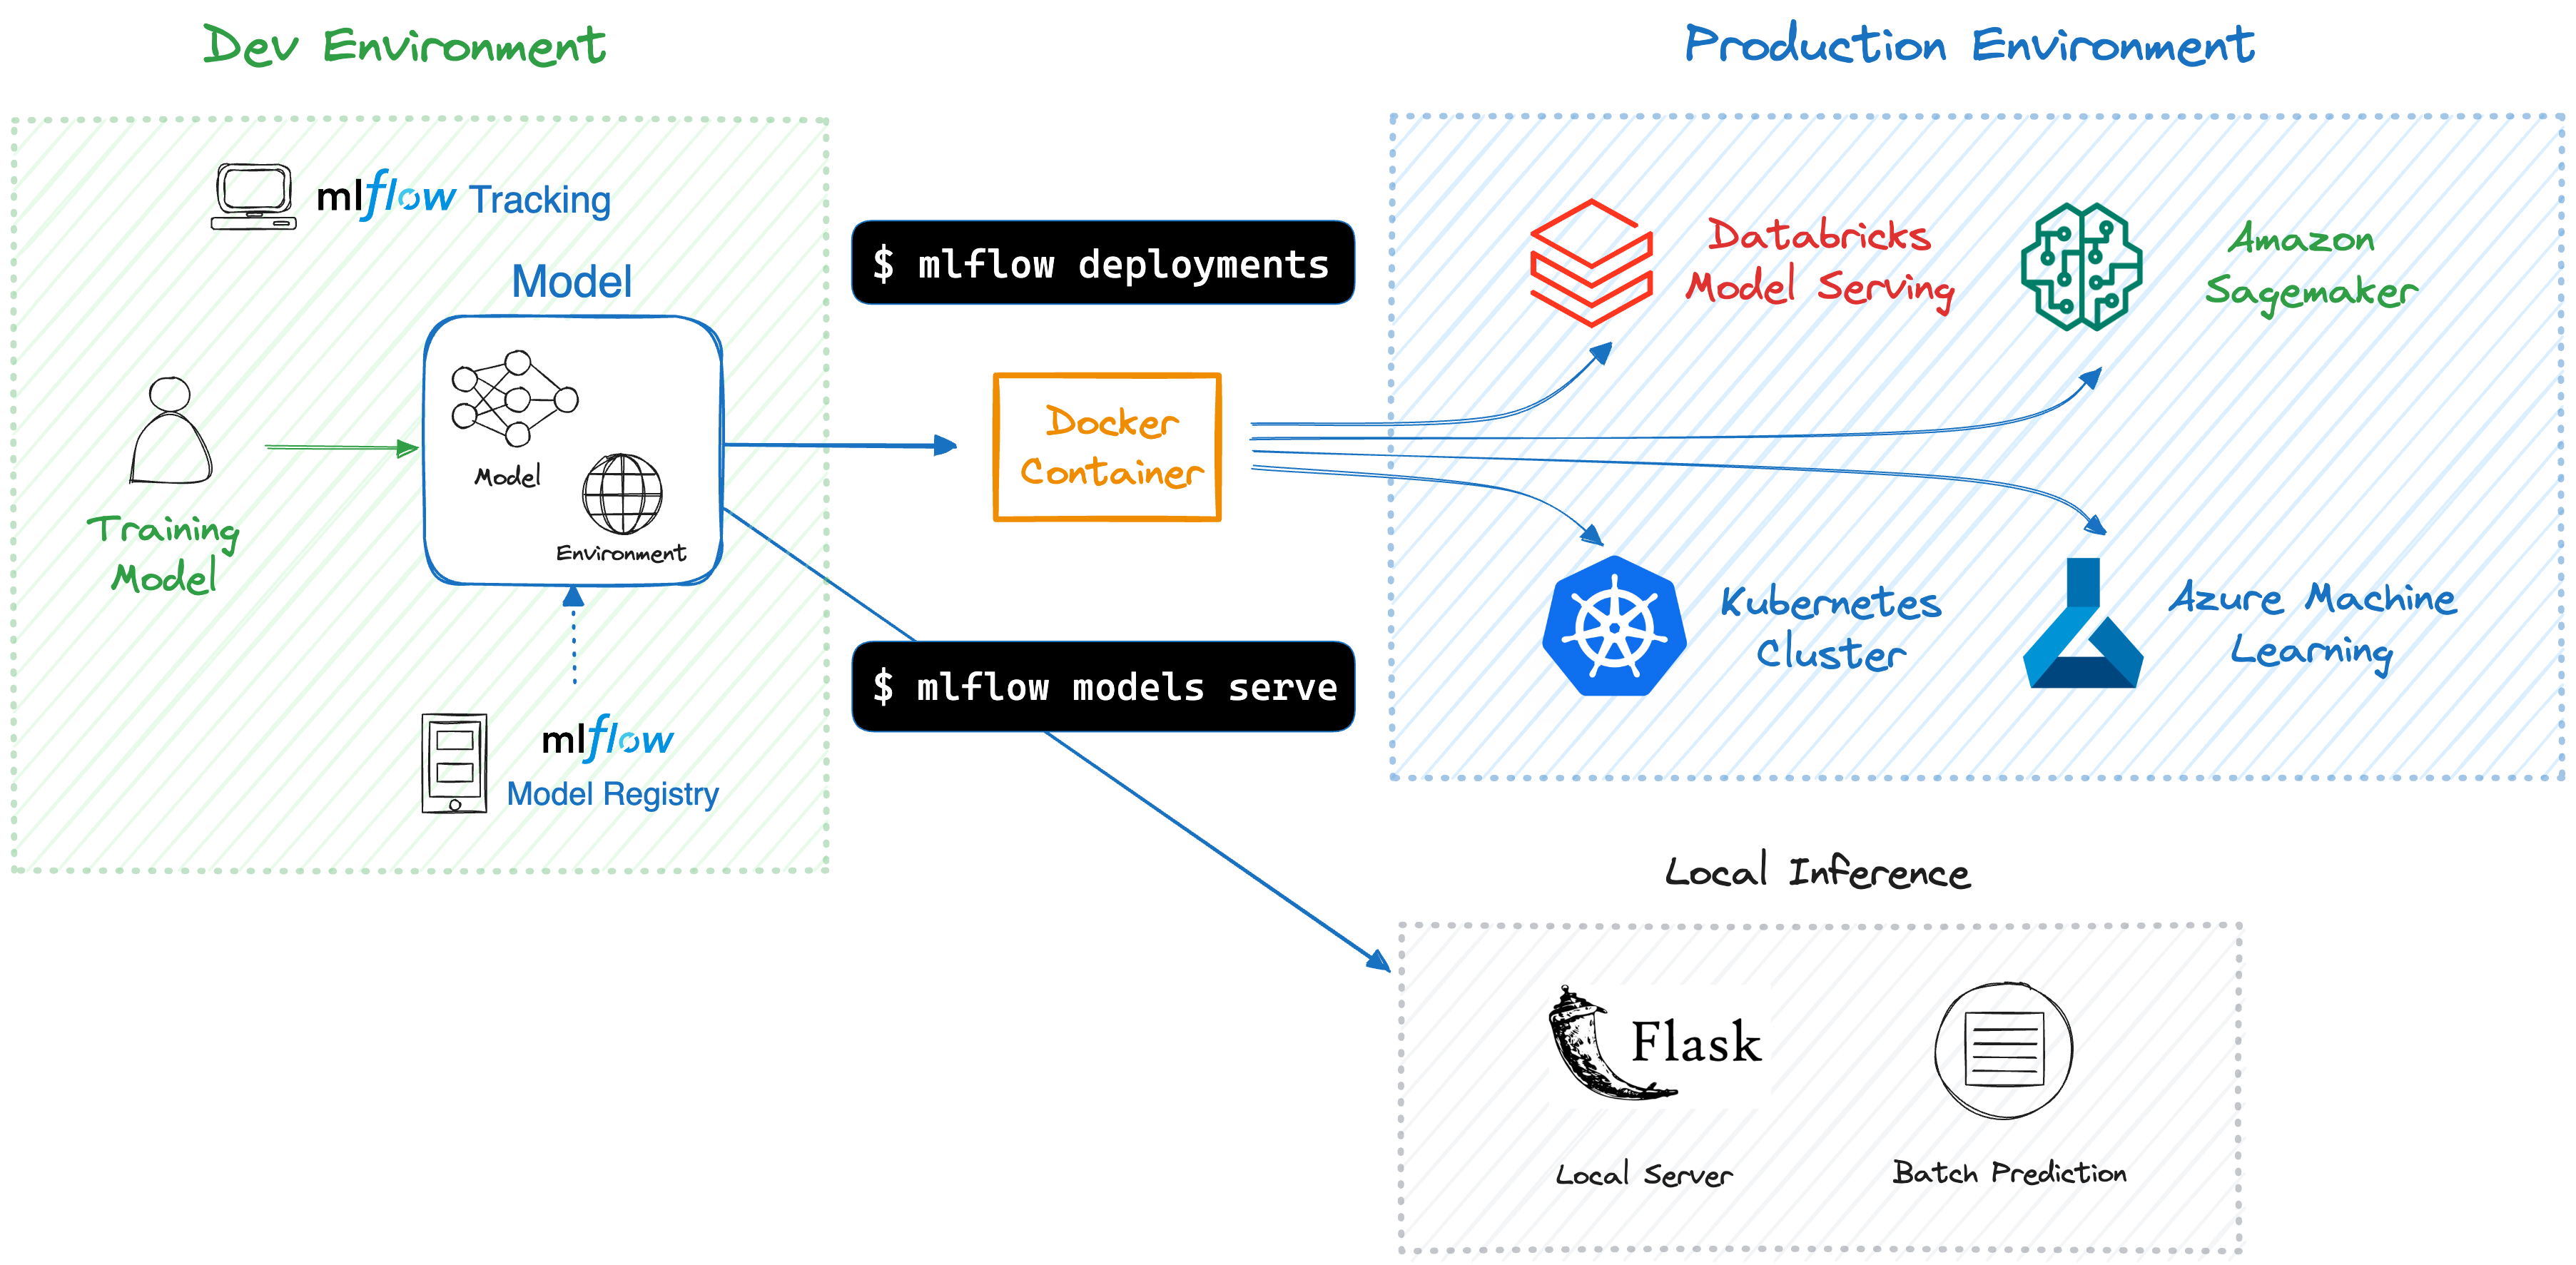 Dev Environment
Production Environment
mlflow Tracking
Model
Model
Environment
Training
Model
mlflow
Model Registry
$ mlflow deployments
Docker
Container
$ mlflow models serve
Databricks
Model Serving
Amazon
Sagemaker
Kubernetes
Cluster
Azure Machine
Learning
Local Inference
Flask
Local Server
Batch Prediction